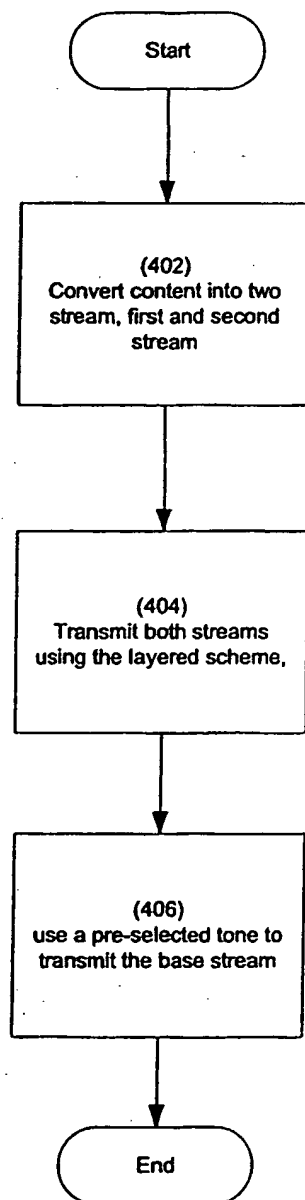 Start
(402)
Convert content into two
stream, first and second
stream
(404)
Transmit both streams
using the layered scheme,
(406)
use a pre-selected tone to
transmit the base stream
End